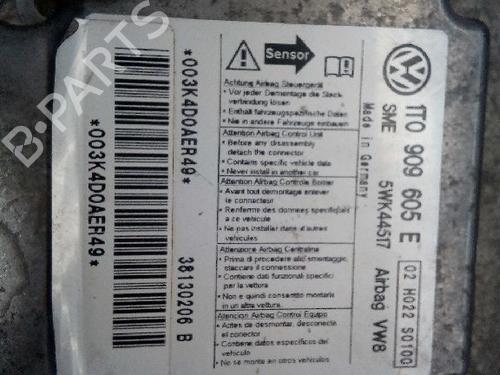 B-PARTS
Sensor
Achtung Airbag Steuergerät
• Vor jeder Demontage die Steck-
verbindung lösen
• Enthält fahrzeugspezifische Daten
• Nie in andere Fahrzeuge einbauen
Attention Airbag Control Unit
• Before any disassembly
detach the connector
• Contains specific vehicle data
• Never install in another car
Attention Airbag Controle Boitier
• Avant tout demontage enlever
le connecteur
• Renferme des données specifiques
au vehicule
• Ne pas installer dans d'autres
vehicules
Attenzione Airbag Centralina
• Prima di procedere allo smontaggio,
staccare il connessione
• Contiene dati funzionali specifici
per la vettura
• Non e quindi consentito montarle
in un altra vettura.
Atencion Airbag Control Equipo
• Antes de desmontar, desconecte
el conector
• Contiene datos especificos del
vehiculo
• No se monte en otros vehiculos
VW
1T0 909 605 E
SME 5WK44517 Airbag VW8
Made in Germany
02 H022 S0100
*003K4D0AER49*
*003K4D0AER49*
38130206 B